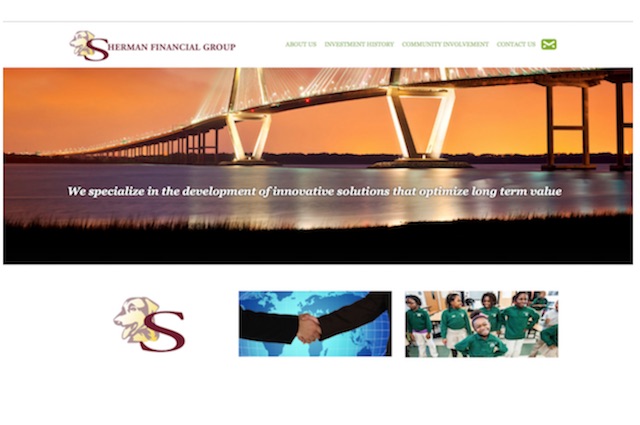 SHERMAN FINANCIAL GROUP
ABOUT US INVESTMENT HISTORY COMMUNITY INVOLVEMENT CONTACT US
We specialize in the development of innovative solutions that optimize long term value
S